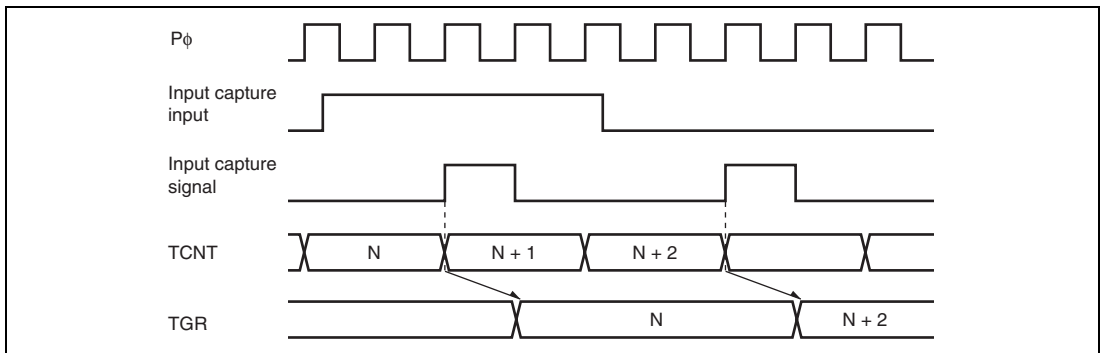 Pϕ
Input capture
input
Input capture
signal
TCNT
N
N + 1
N + 2
TGR
N
N + 2